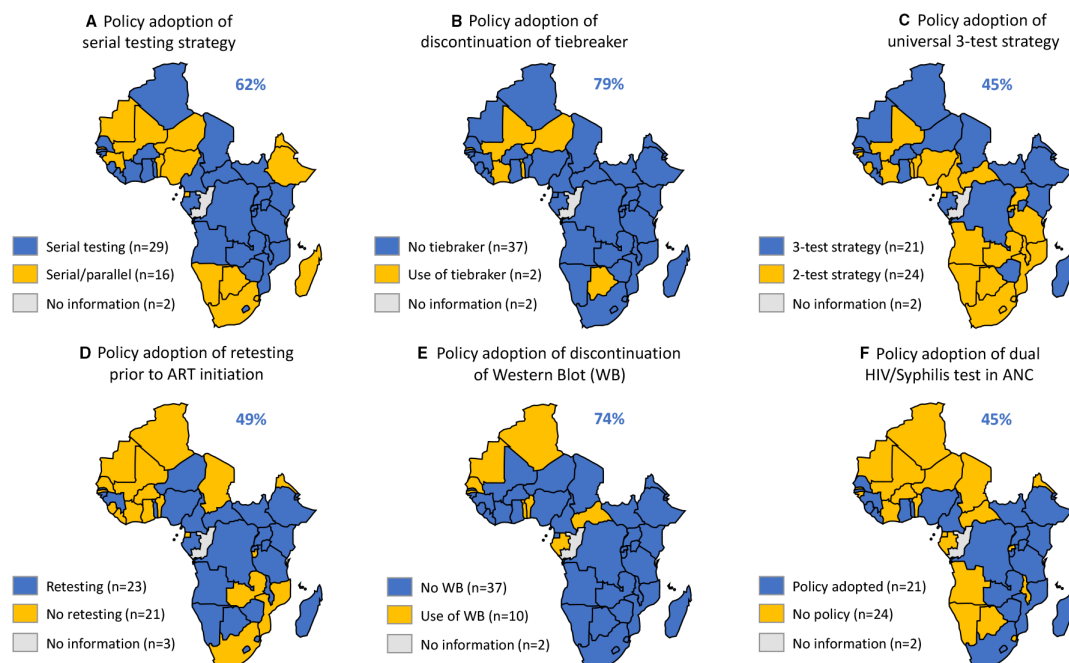 A Policy adoption of
serial testing strategy
62%
Serial testing (n=29)
Serial/parallel (n=16)
No information (n=2)
B Policy adoption of
discontinuation of tiebreaker
79%
No tiebreaker (n=37)
Use of tiebraker (n=2)
No information (n=2)
C Policy adoption of
universal 3-test strategy
45%
3-test strategy (n=21)
2-test strategy (n=24)
No information (n=2)
D Policy adoption of retesting
prior to ART initiation
49%
Retesting (n=23)
No retesting (n=21)
No information (n=3)
E Policy adoption of discontinuation
of Western Blot (WB)
74%
No WB (n=37)
Use of WB (n=10)
No information (n=2)
F Policy adoption of dual
HIV/Syphilis test in ANC
45%
Policy adopted (n=21)
No policy (n=24)
No information (n=2)